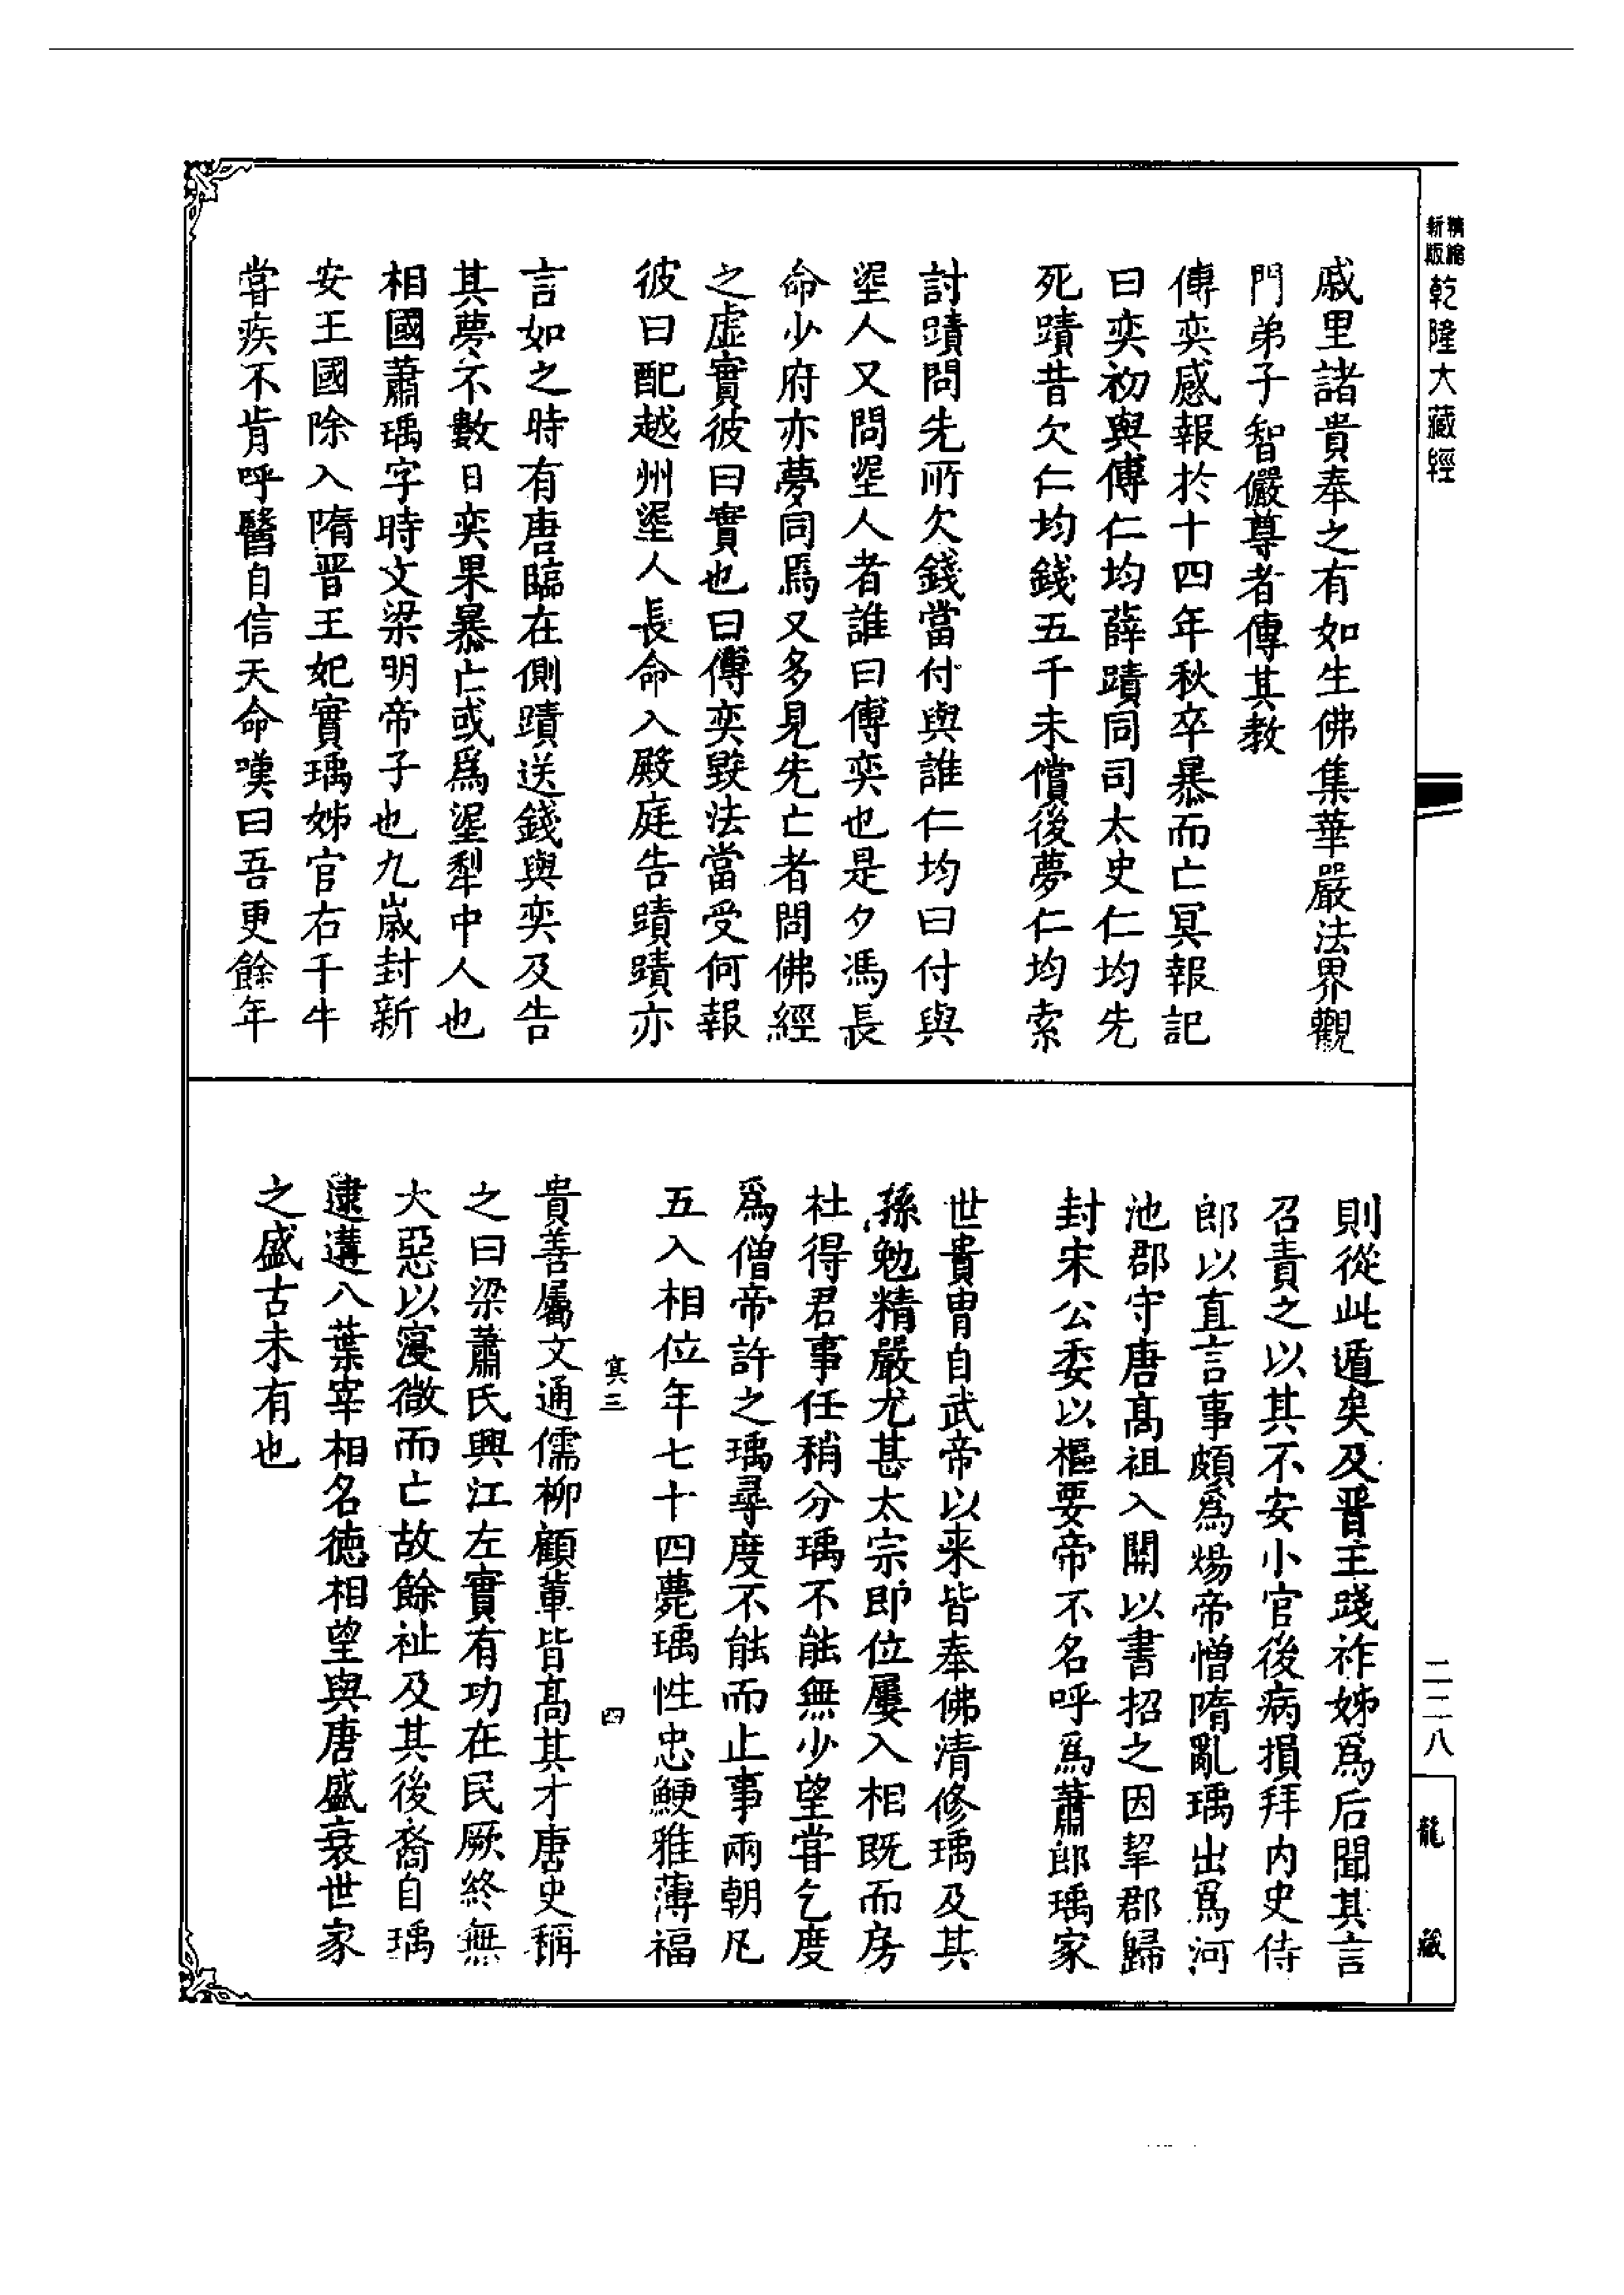 精縮新版乾隆大藏經
戚里諸貴奉之有如生佛集華嚴法界觀
門弟子智儼尊者傳其教
傅奕感報於十四年秋卒暴而亡冥報記
曰奕初與傅仁均薛賾同司太史仁均先
死賾昔欠仁均錢五千未償後夢仁均索
討賾問先所欠錢當付與誰仁均曰付與
埿人又問埿人者誰曰傅奕也是夕馮長
命少府亦夢同焉又多見先亡者問佛經
之虛實彼曰實也曰傅奕毀法當受何報
彼曰配越州埿人長命入殿庭告賾賾亦
言如之時有唐臨在側賾送錢與奕及告
其夢不數日奕果暴亡或爲埿犁中人也
相國蕭瑀字時文梁明帝子也九歲封新
安王國除入隋晉王妃實瑀姊官右千牛
甞疾不肯呼醫自信天命嘆曰吾更餘年
則從此遁矣及晉主踐祚姊爲后聞其言
召責之以其不安小官後病損拜內史侍
郎以直言事頗爲煬帝憎隋亂瑀出爲河
池郡守唐髙祖入關以書招之因挈郡歸
封宋公委以樞要帝不名呼爲蕭郎瑀家
世貴胄自武帝以来皆奉佛清修瑀及其
孫勉精嚴尤甚太宗即位屢入相既而房
杜得君事任稍分瑀不能無少望甞乞度
爲僧帝許之瑀尋度不能而止事兩朝凡
五入相位年七十四薨瑀性忠鯁雅薄福
寘三 四
貴善屬文通儒柳顧軰皆髙其才唐史稱
之曰梁蕭氏興江左實有功在民厥終無
大惡以寖微而亡故餘祉及其後裔自瑀
逮遘八葉宰相名德相望與唐盛衰世家
之盛古未有也
二二八
龍藏